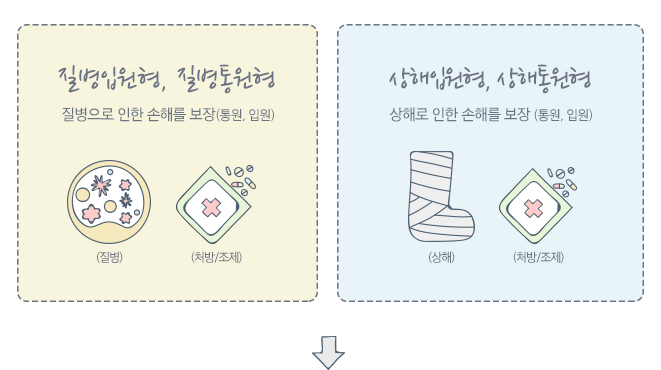 질병입원형, 질병통원형
질병으로 인한 손해를 보장(통원, 입원)
(질병)
(처방/조제)
상해입원형, 상해통원형
상해로 인한 손해를 보장 (통원, 입원)
(상해)
(처방/조제)